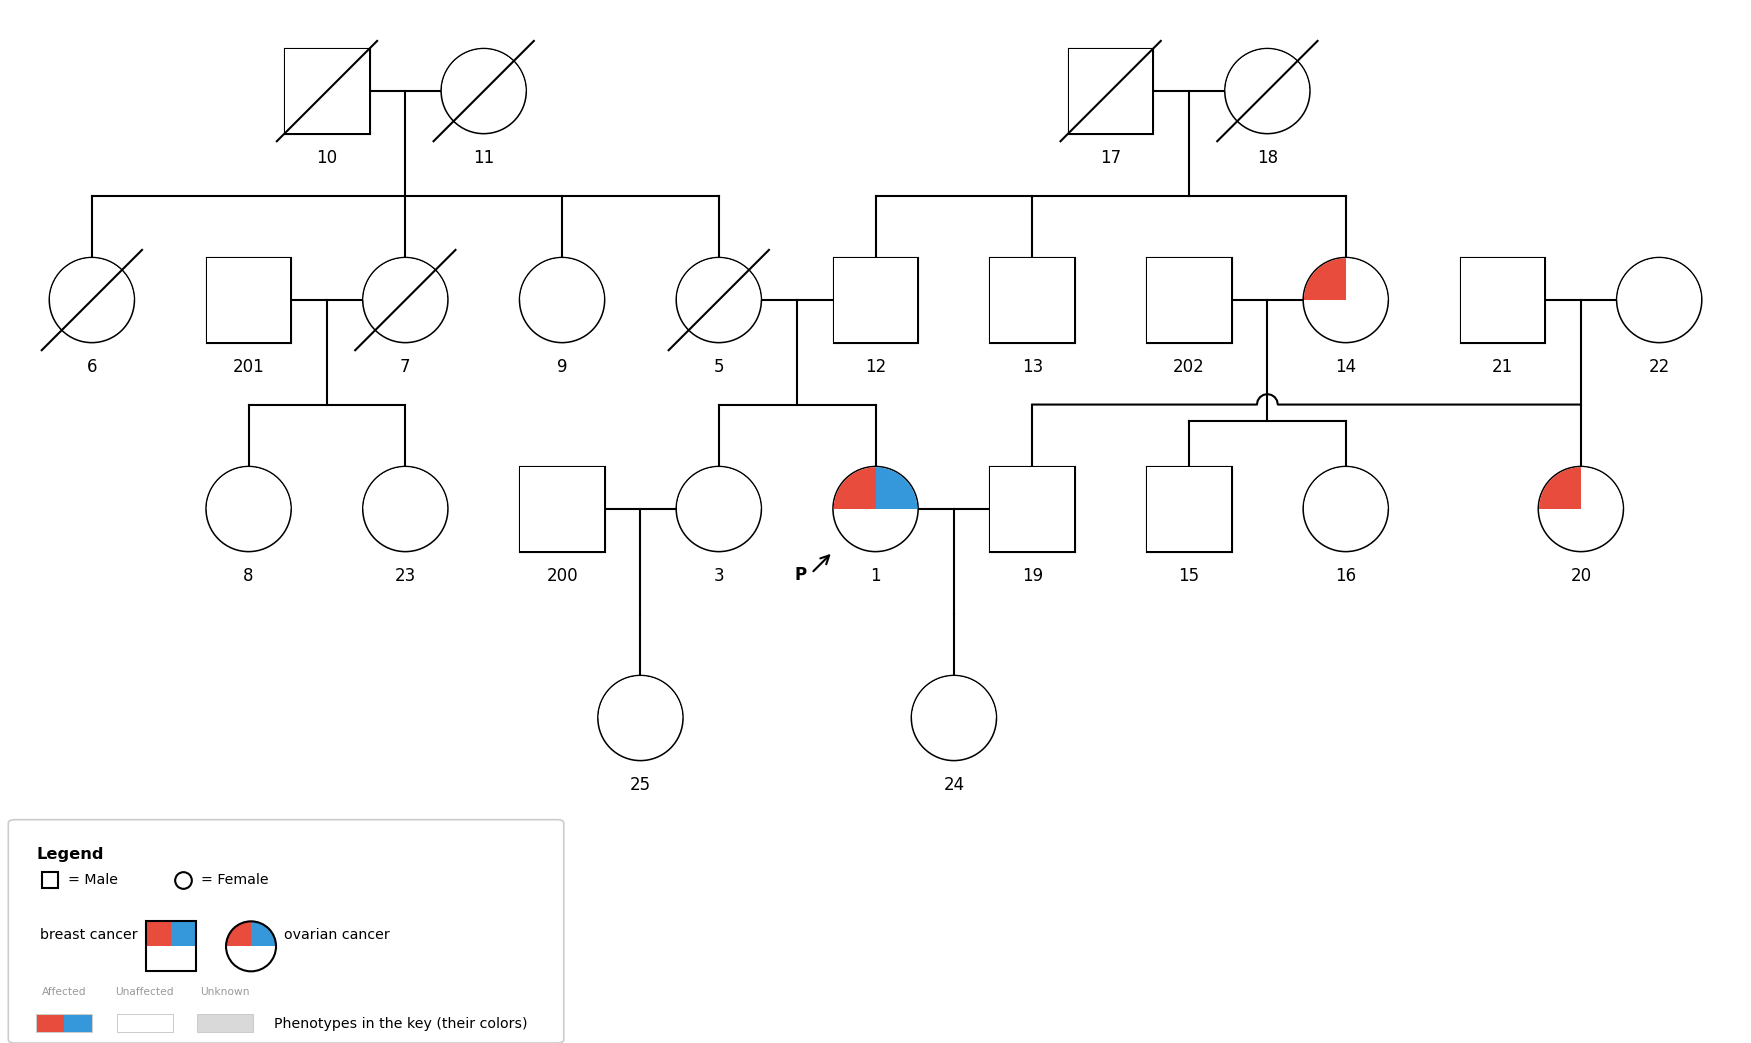 10 11 17 18
6 201 7 9 5 12 13 202 14 21 22
8 23 200 3 P 1 19 15 16 20
25 24
Legend
= Male = Female
breast cancer ovarian cancer
Affected Unaffected Unknown
Phenotypes in the key (their colors)